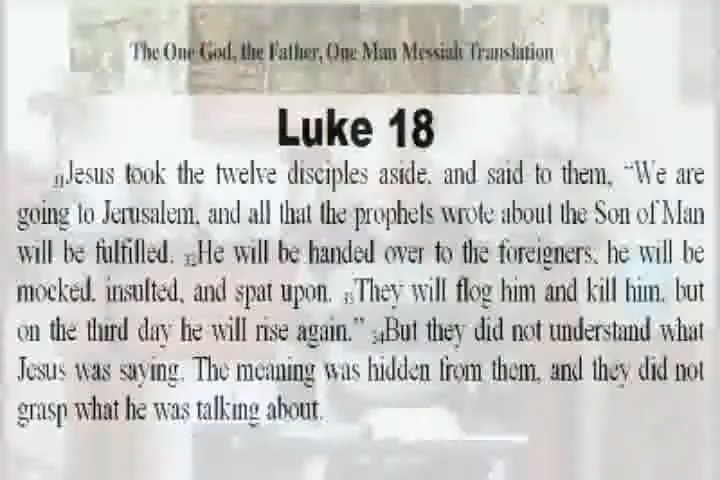 The One God, the Father, One Man Messiah Translation
Luke 18
31Jesus took the twelve disciples aside, and said to them, “We are
going to Jerusalem, and all that the prophets wrote about the Son of Man
will be fulfilled. 32He will be handed over to the foreigners, he will be
mocked, insulted, and spat upon. 33They will flog him and kill him, but
on the third day he will rise again.” 34But they did not understand what
Jesus was saying. The meaning was hidden from them, and they did not
grasp what he was talking about.